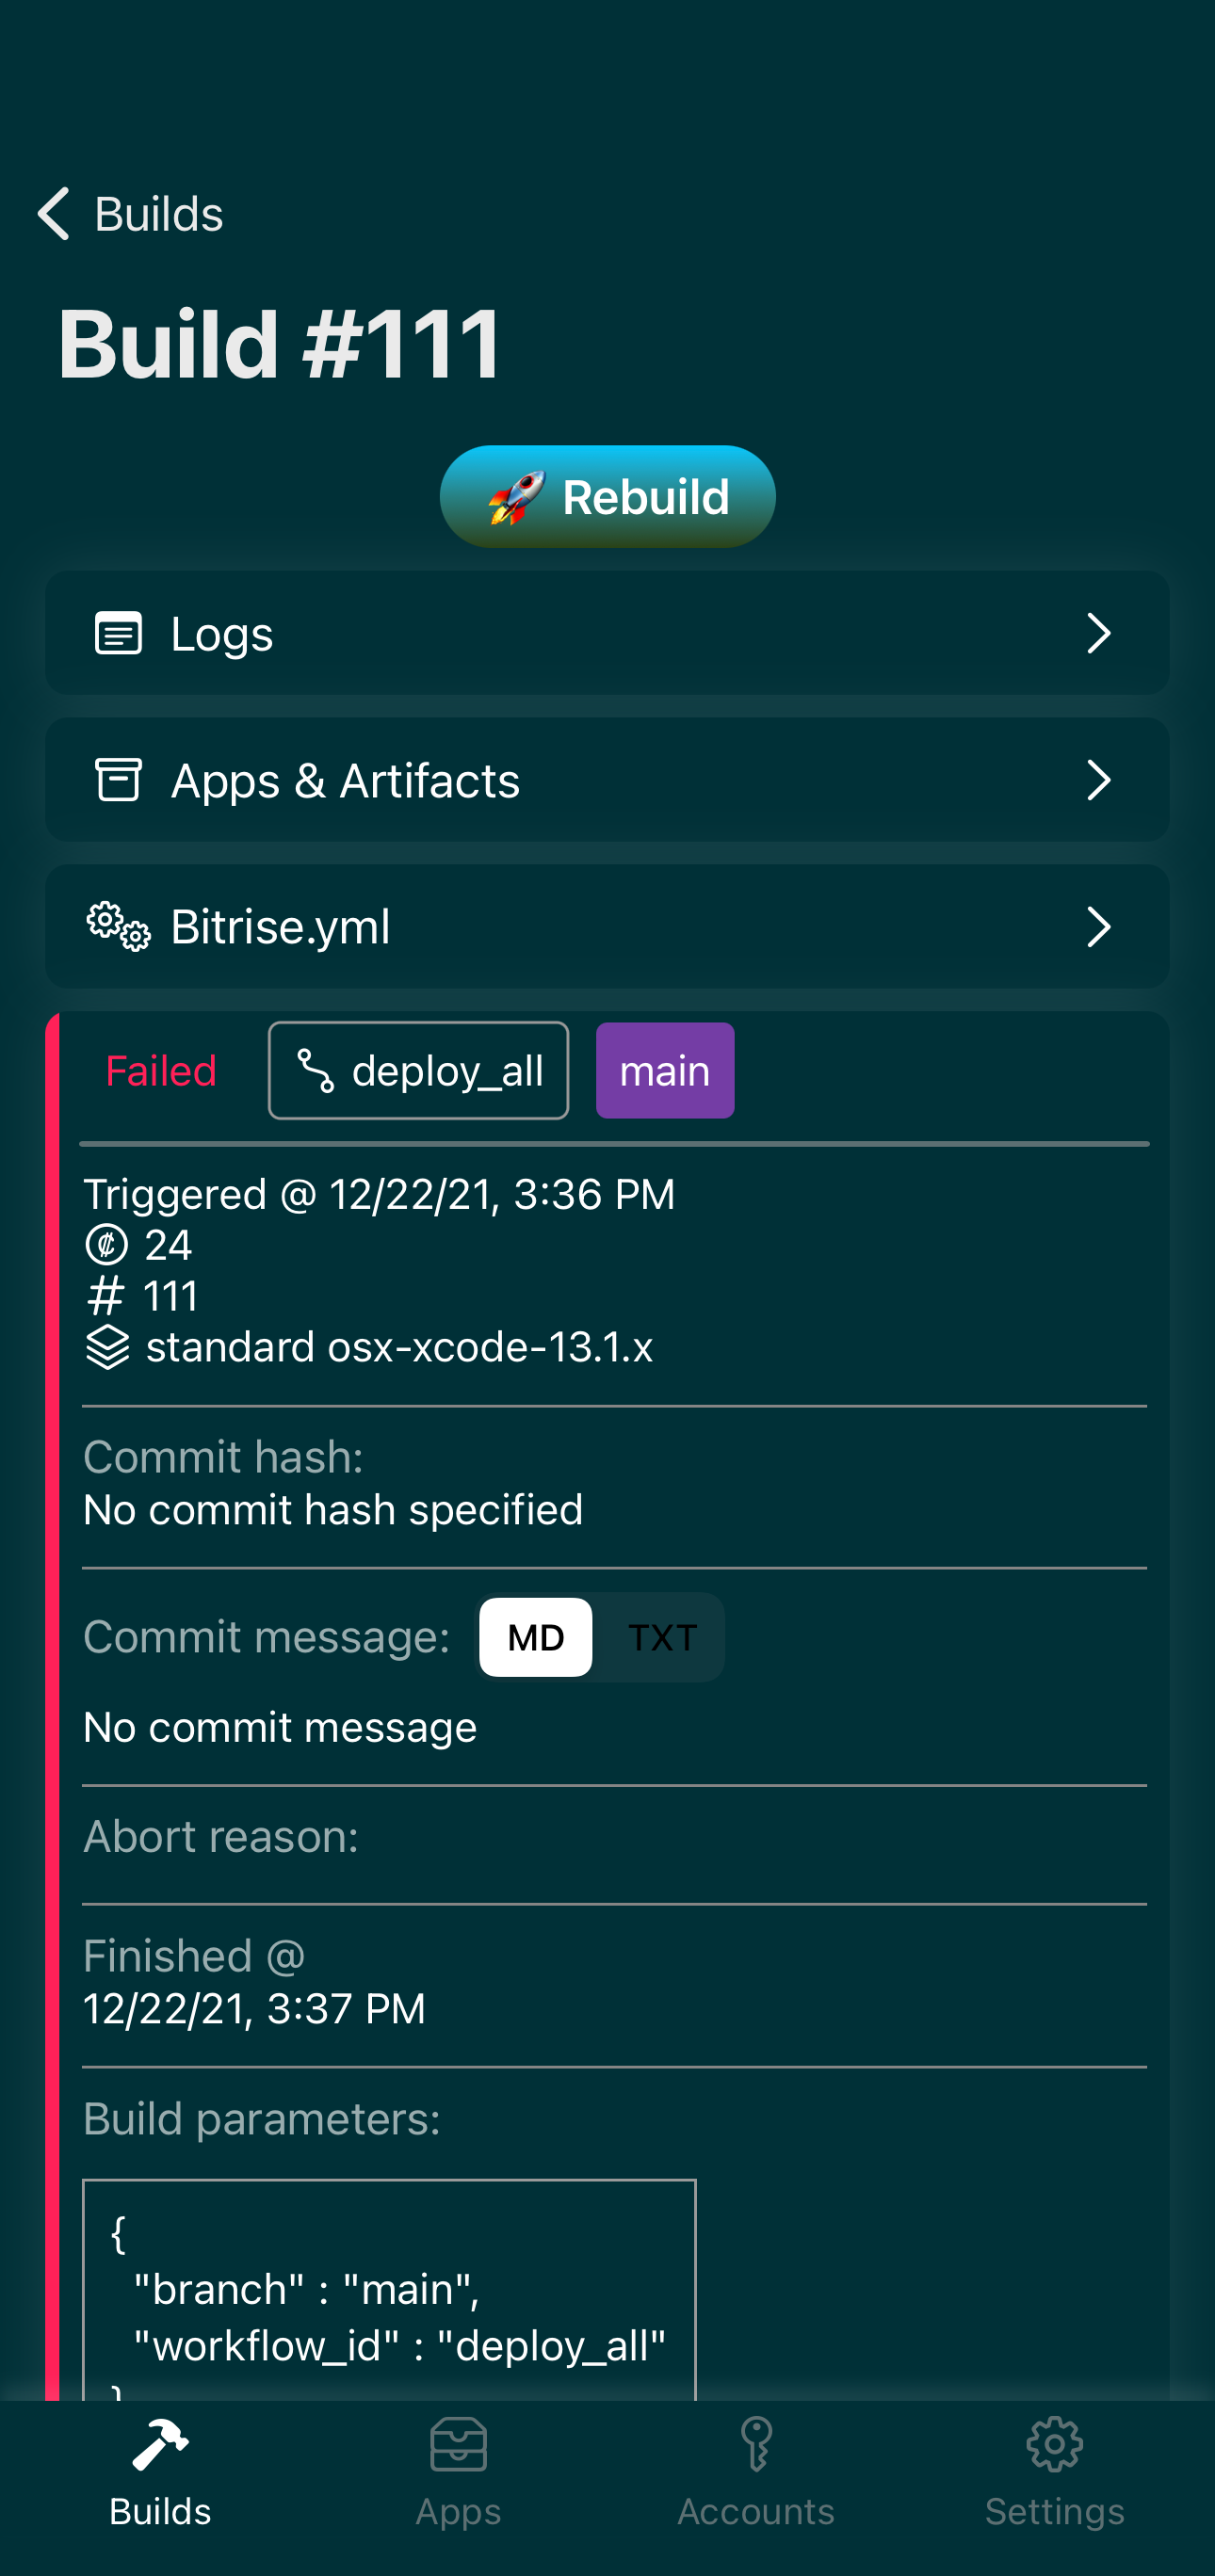 Builds
Build #111
🚀 Rebuild
Logs
Apps & Artifacts
Bitrise.yml
Failed deploy_all main
Triggered @ 12/22/21, 3:36 PM
24
# 111
standard osx-xcode-13.1.x
Commit hash:
No commit hash specified
Commit message: MD TXT
No commit message
Abort reason:
Finished @
12/22/21, 3:37 PM
Build parameters:
{
"branch" : "main",
"workflow_id" : "deploy_all"
}
Builds Apps Accounts Settings